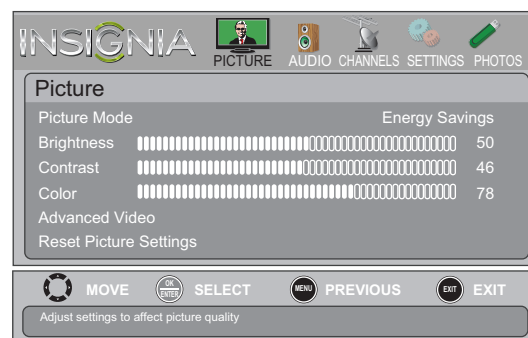 INSIGNIA
PICTURE AUDIO CHANNELS SETTINGS PHOTOS
Picture
Picture Mode Energy Savings
Brightness 50
Contrast 46
Color 78
Advanced Video
Reset Picture Settings
MOVE OK ENTER SELECT MENU PREVIOUS EXIT EXIT
Adjust settings to affect picture quality